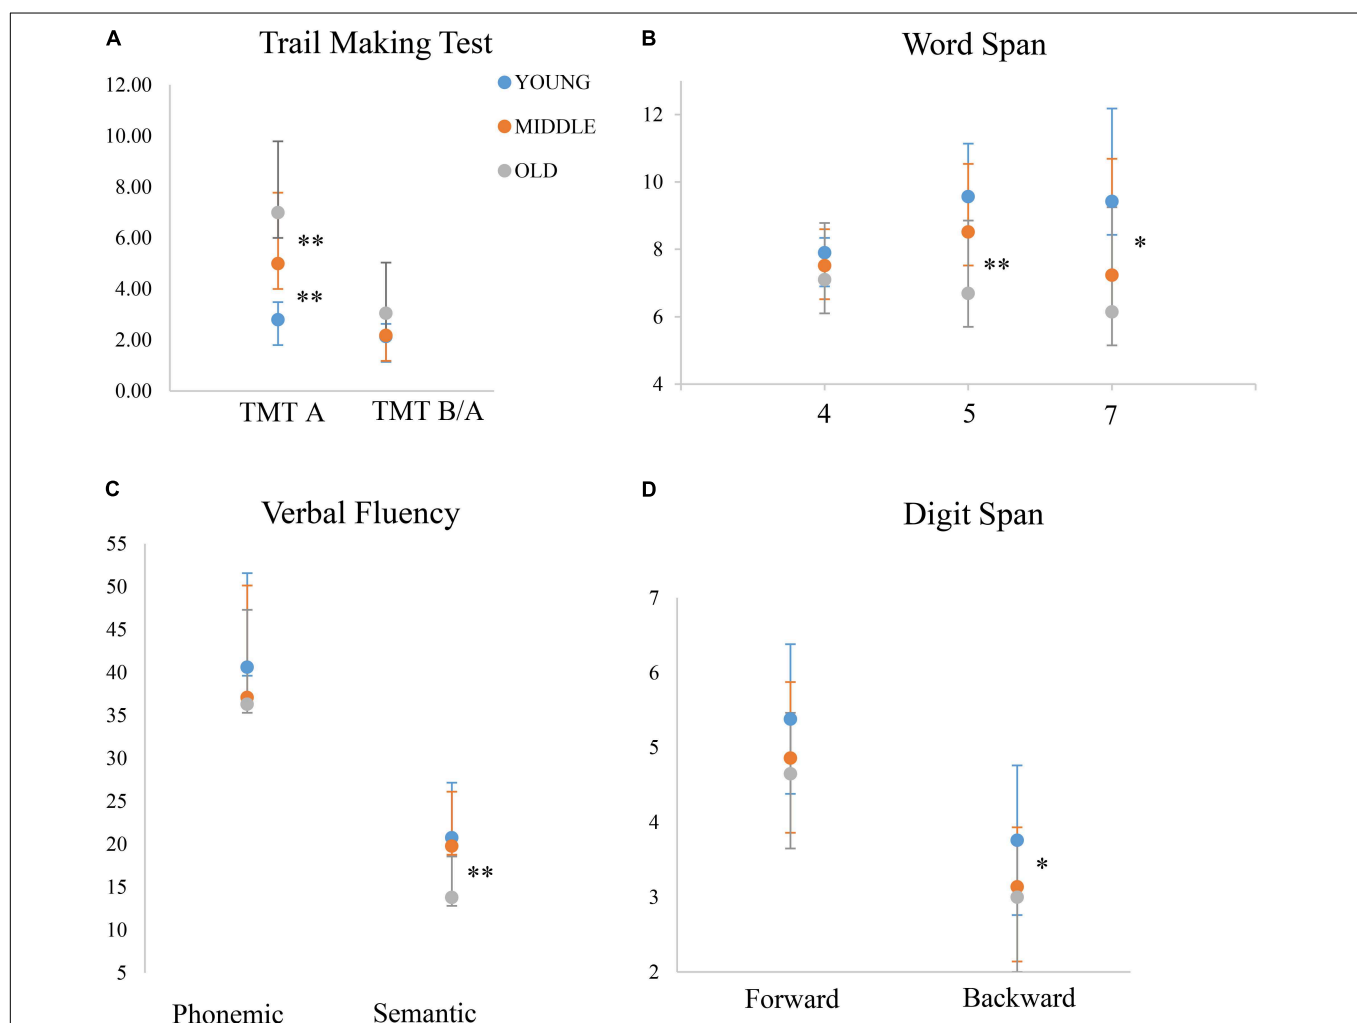 A
Trail Making Test
12.00
10.00
8.00
6.00
4.00
2.00
0.00
YOUNG
MIDDLE
OLD
**
**
TMT A
TMT B/A
B
Word Span
12
10
8
6
4
**
*
4
5
7
C
Verbal Fluency
55
50
45
40
35
30
25
20
15
10
5
**
Phonemic
Semantic
D
Digit Span
7
6
5
4
3
2
*
Forward
Backward